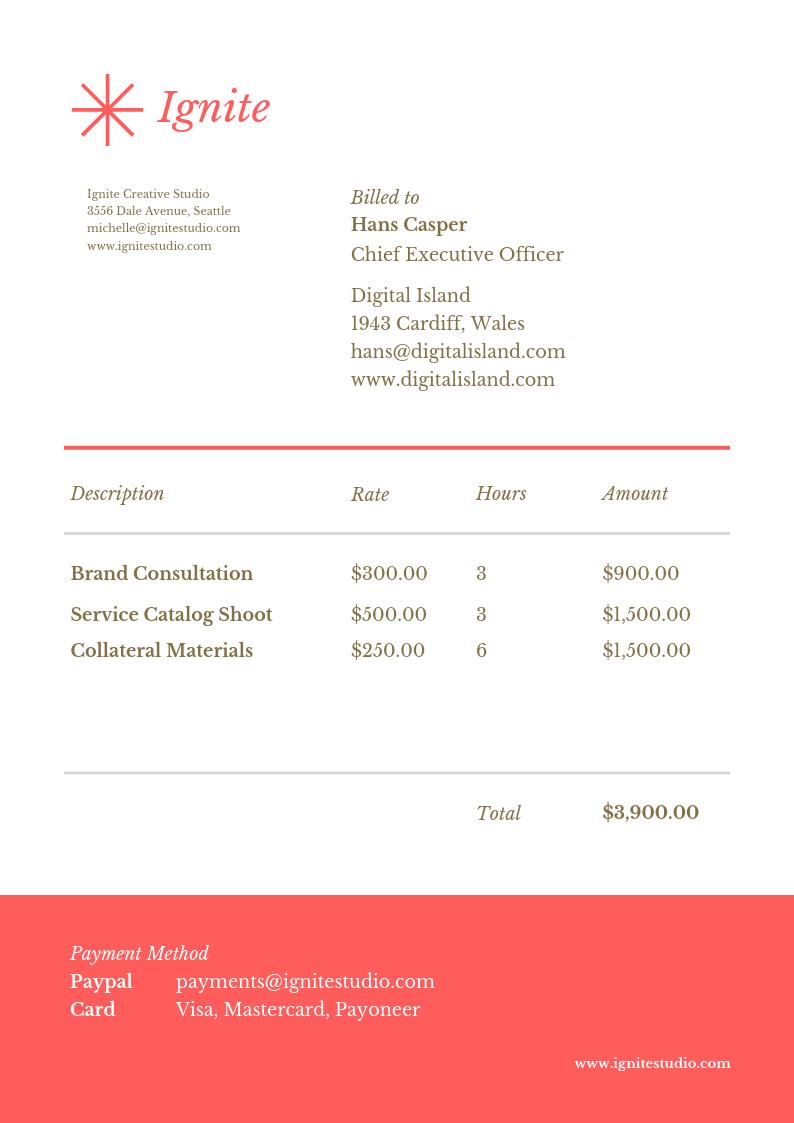 Ignite
Ignite Creative Studio
3556 Dale Avenue, Seattle
michelle@ignitestudio.com
www.ignitestudio.com
Billed to
Hans Casper
Chief Executive Officer
Digital Island
1943 Cardiff, Wales
hans@digitalisland.com
www.digitalisland.com
Description Rate Hours Amount
Brand Consultation $300.00 3 $900.00
Service Catalog Shoot $500.00 3 $1,500.00
Collateral Materials $250.00 6 $1,500.00
Total $3,900.00
Payment Method
Paypal payments@ignitestudio.com
Card Visa, Mastercard, Payoneer
www.ignitestudio.com